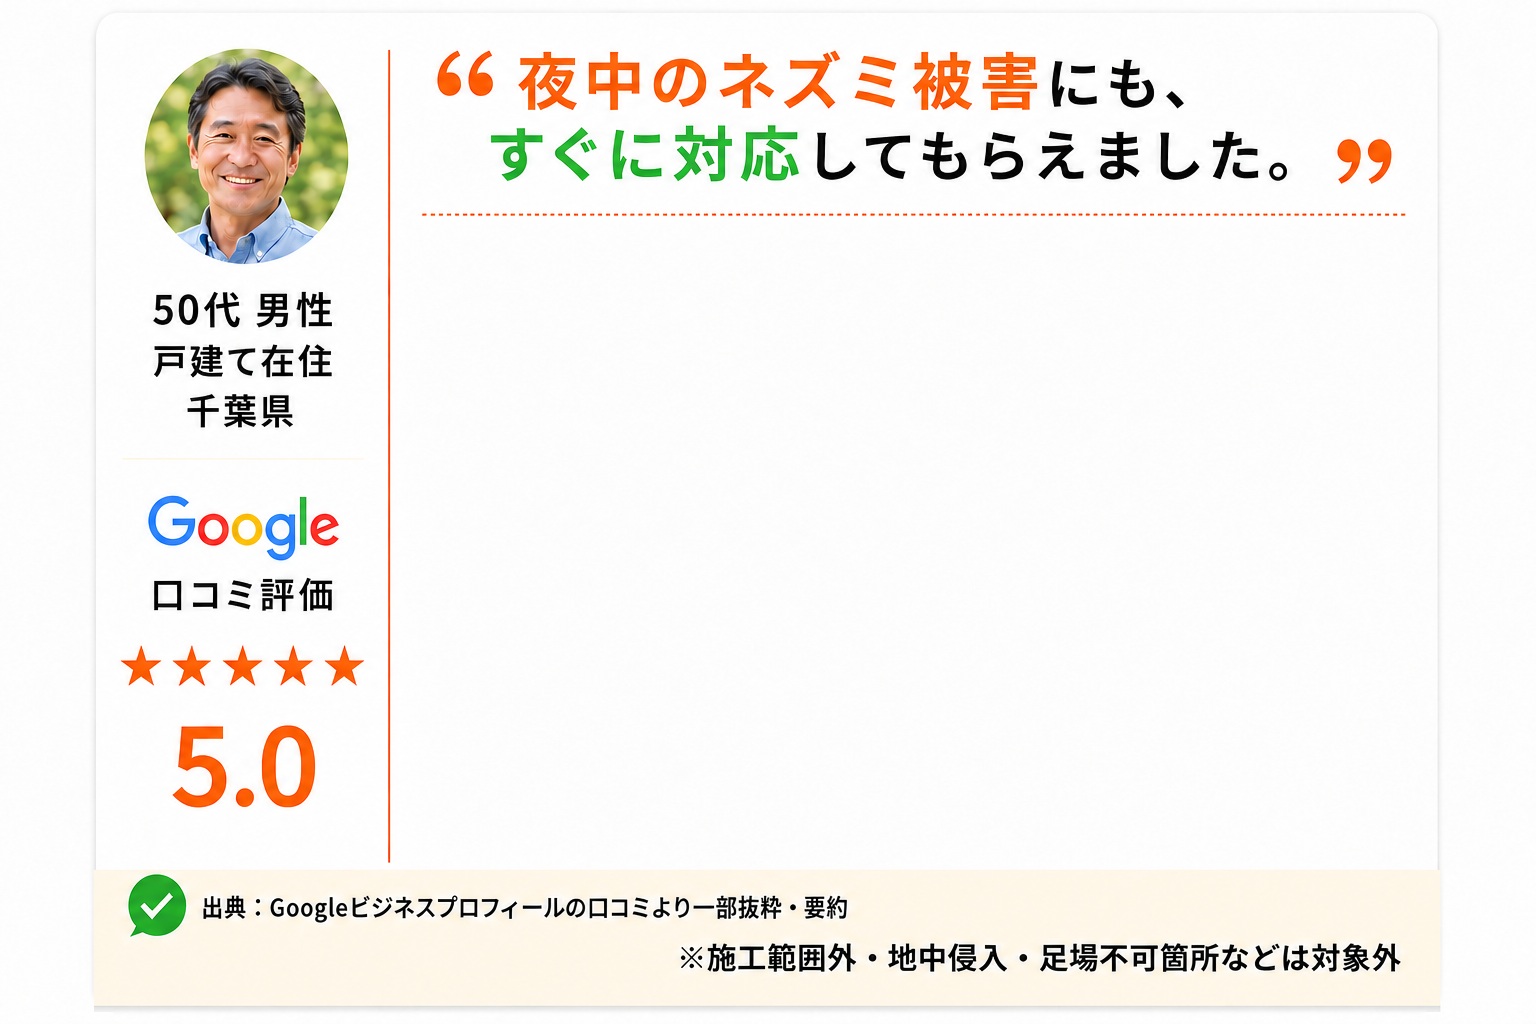 50代 男性
戸建て在住
千葉県
Google
口コミ評価
★★★★★
5.0
“夜中のネズミ被害にも、
すぐに対応してもらえました。”
出典：Googleビジネスプロフィールの口コミより一部抜粋・要約
※施工範囲外・地中侵入・足場不可箇所などは対象外